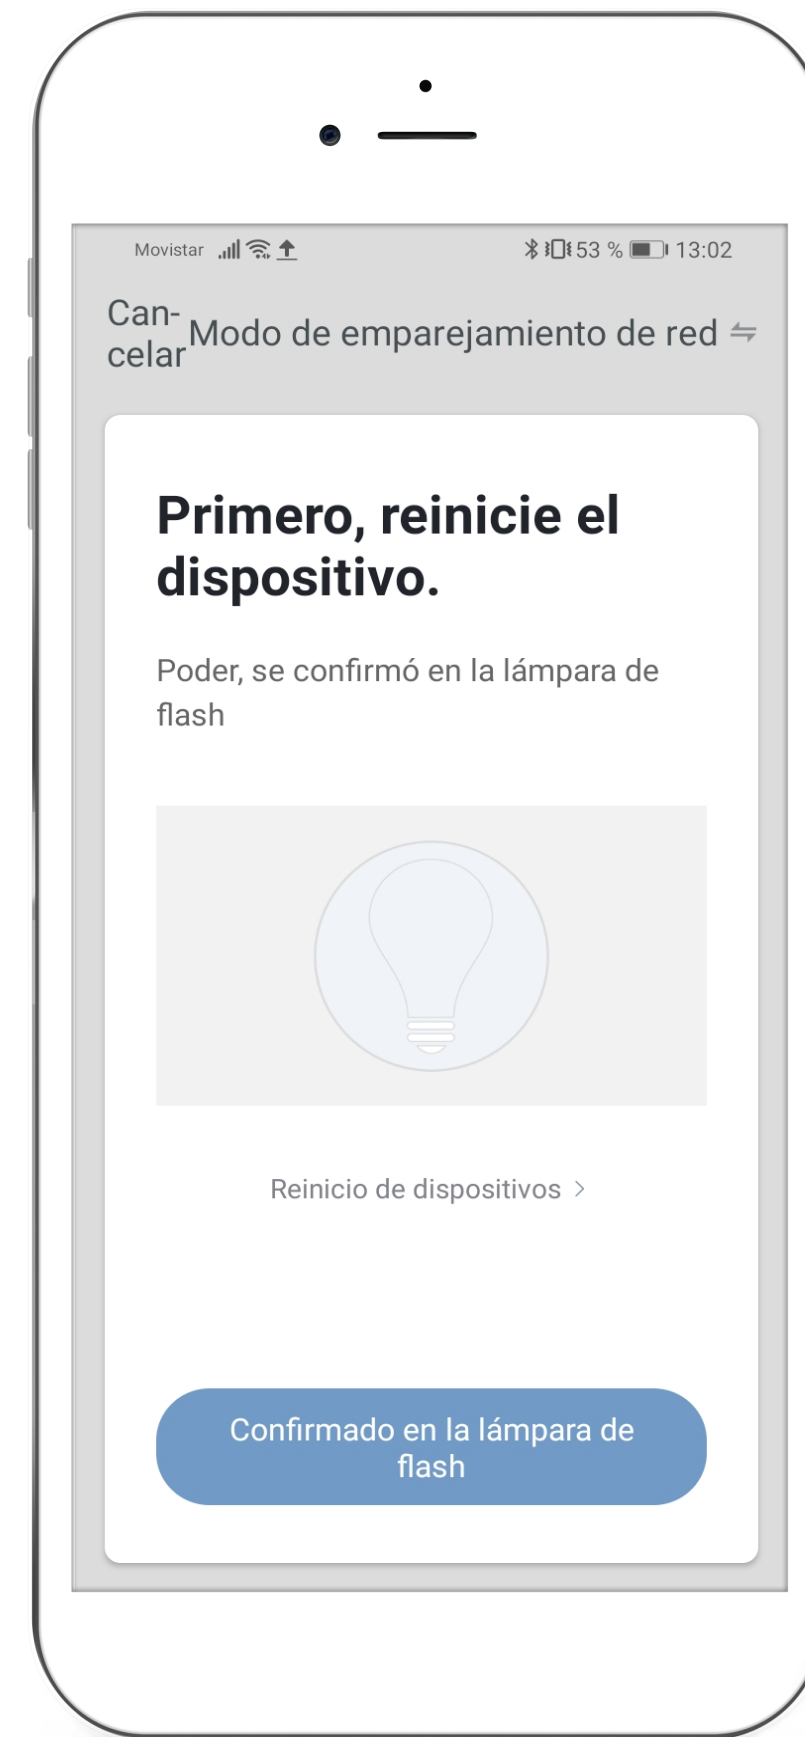 Movistar 53 % 13:02
Can-
celar
Modo de emparejamiento de red
Primero, reinicie el
dispositivo.
Poder, se confirmó en la lámpara de
flash
Reinicio de dispositivos >
Confirmado en la lámpara de
flash